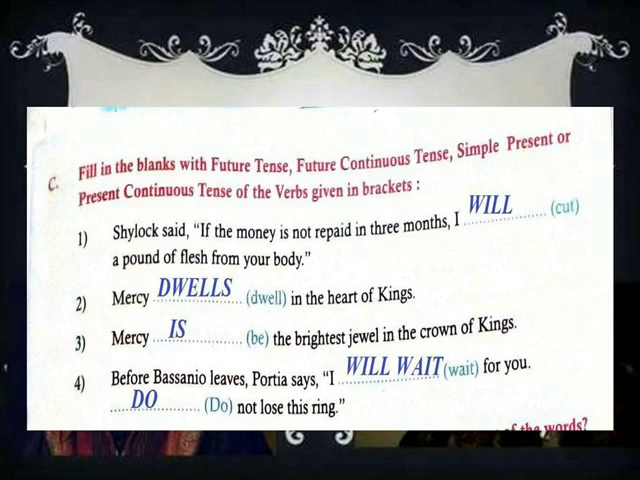 C. Fill in the blanks with Future Tense, Future Continuous Tense, Simple Present or
Present Continuous Tense of the Verbs given in brackets :
1) Shylock said, “If the money is not repaid in three months, I WILL (cut)
a pound of flesh from your body.”
2) Mercy DWELLS (dwell) in the heart of Kings.
3) Mercy IS (be) the brightest jewel in the crown of Kings.
4) Before Bassanio leaves, Portia says, “I WILL WAIT (wait) for you.
DO (Do) not lose this ring.”
of the words?